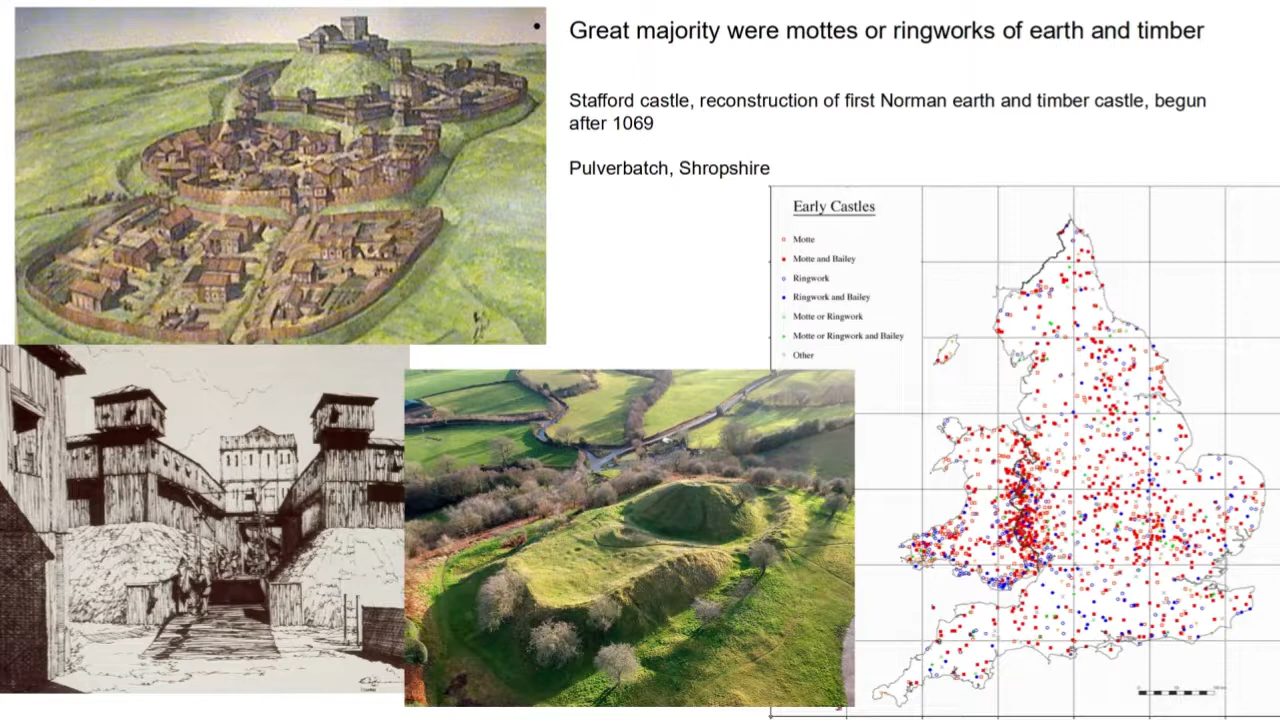 • Great majority were mottes or ringworks of earth and timber
Stafford castle, reconstruction of first Norman earth and timber castle, begun
after 1069
Pulverbatch, Shropshire
Early Castles
Motte
Motte and Bailey
Ringwork
Ringwork and Bailey
Motte or Ringwork
Motte or Ringwork and Bailey
Other